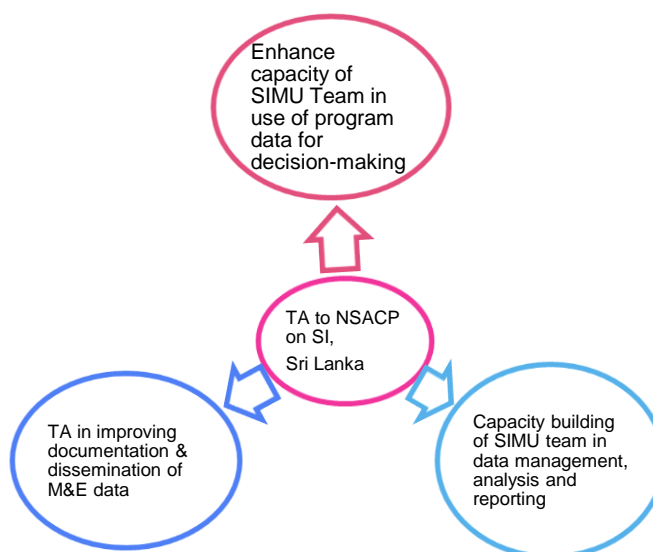 Enhance
capacity of
SIMU Team in
use of program
data for
decision-making
TA to NSACP
on SI,
Sri Lanka
TA in improving
documentation &
dissemination of
M&E data
Capacity building
of SIMU team in
data management,
analysis and
reporting